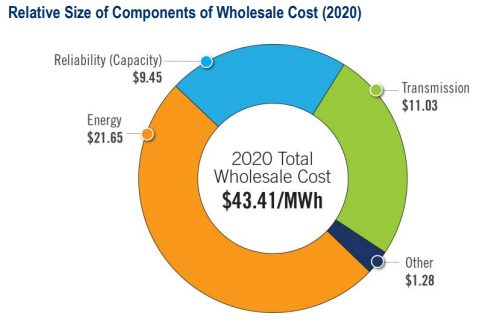 Relative Size of Components of Wholesale Cost (2020)
Reliability (Capacity)
$9.45
Transmission
$11.03
Energy
$21.65
2020 Total
Wholesale Cost
$43.41/MWh
Other
$1.28